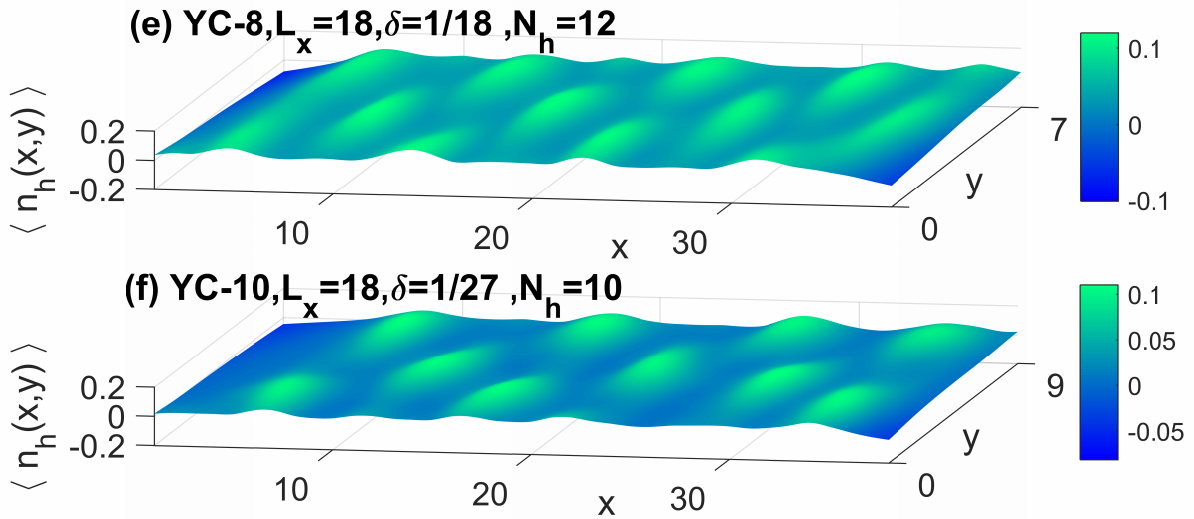 (e) YC-8,Lx=18,δ=1/18 ,Nh=12
⟨ nh(x,y) ⟩
0.2
0
-0.2
10
20
30
x
y
0
7
0.1
0
-0.1
(f) YC-10,Lx=18,δ=1/27 ,Nh=10
⟨ nh(x,y) ⟩
0.2
0
-0.2
10
20
30
x
y
0
9
0.1
0.05
0
-0.05